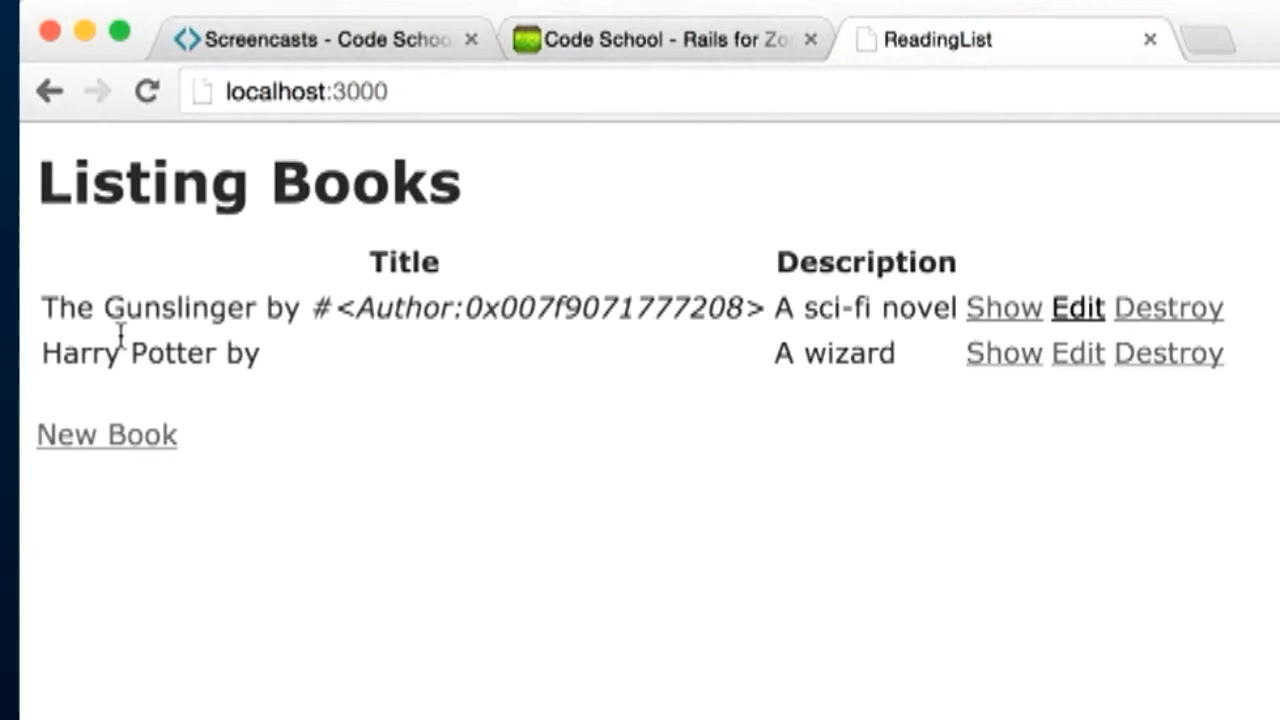 Screencasts - Code Schoo
Code School - Rails for Zo
ReadingList
localhost:3000
Listing Books
Title Description
The Gunslinger by #<Author:0x007f9071777208> A sci-fi novel Show Edit Destroy
Harry Potter by A wizard Show Edit Destroy
New Book